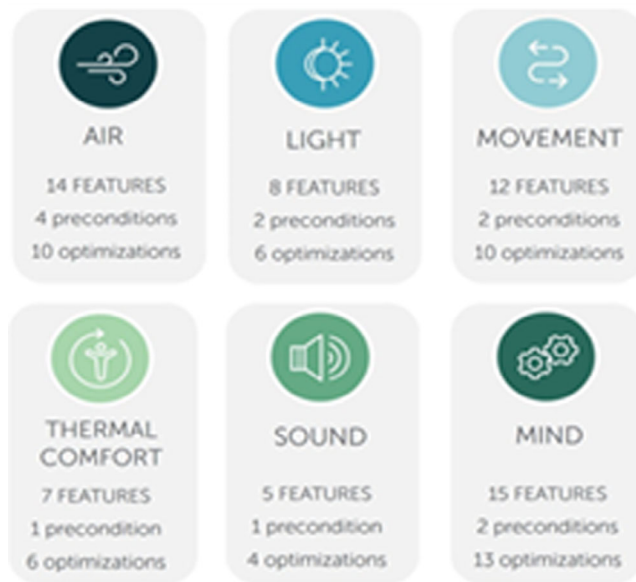 AIR
14 FEATURES
4 preconditions
10 optimizations
LIGHT
8 FEATURES
2 preconditions
6 optimizations
MOVEMENT
12 FEATURES
2 preconditions
10 optimizations
THERMAL
COMFORT
7 FEATURES
1 precondition
6 optimizations
SOUND
5 FEATURES
1 precondition
4 optimizations
MIND
15 FEATURES
2 preconditions
13 optimizations